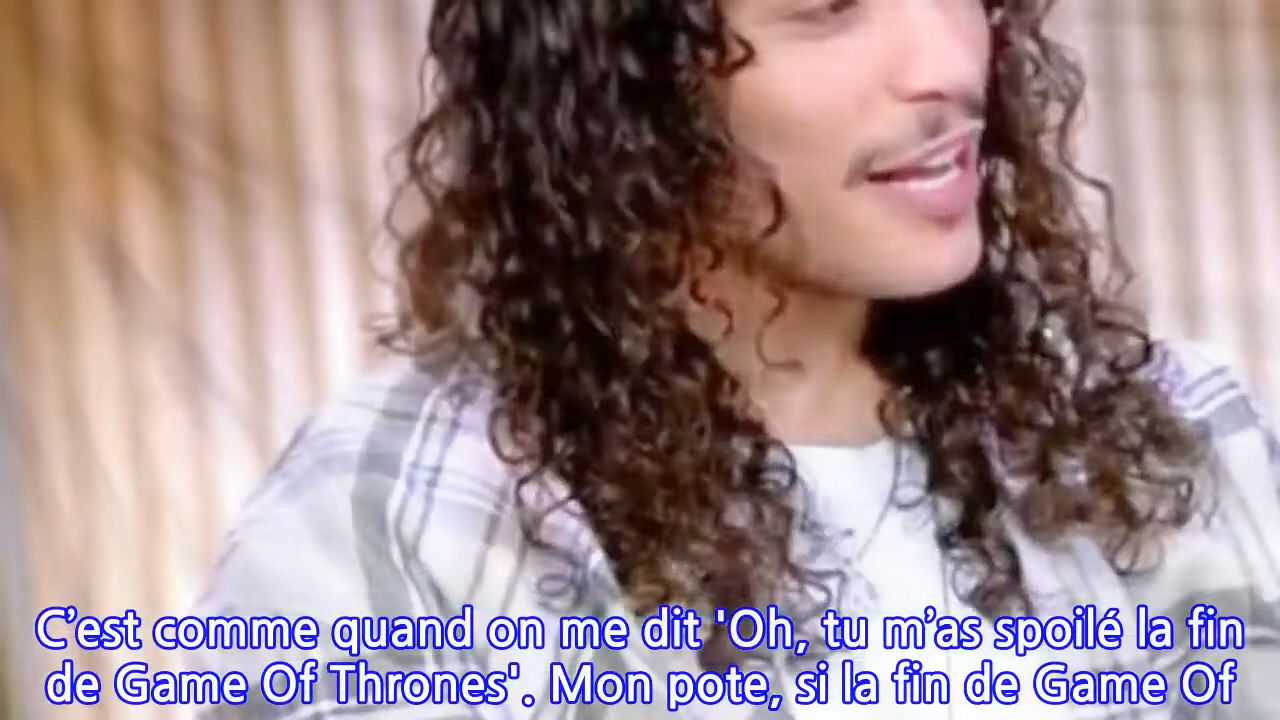 C’est comme quand on me dit 'Oh, tu m’as spoilé la fin
de Game Of Thrones'. Mon pote, si la fin de Game Of